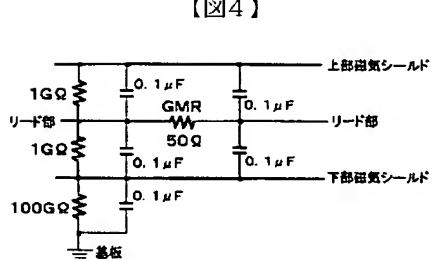 【図4】
上部磁気シールド
1GΩ
0.1μF
GMR
0.1μF
リード部
リード部
50Ω
1GΩ
0.1μF
0.1μF
下部磁気シールド
100GΩ
0.1μF
基板